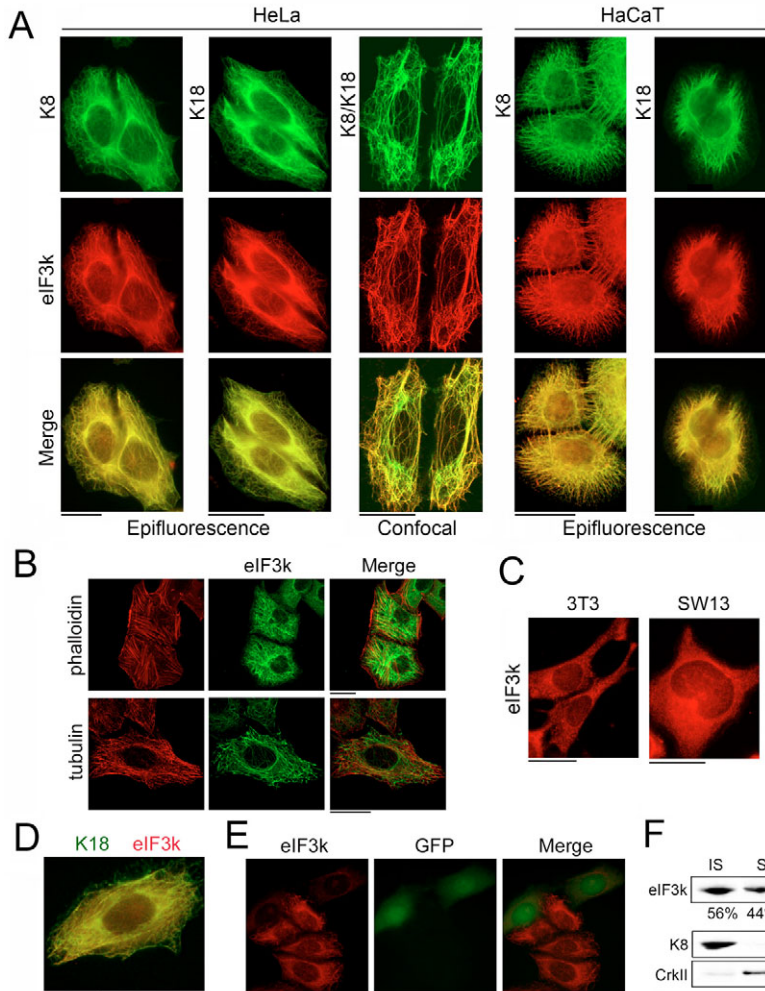 A
HeLa
HaCaT
K8
K18
K8/K18
K8
K18
eIF3k
Merge
Epifluorescence
Confocal
Epifluorescence
B
eIF3k
Merge
phalloidin
tubulin
C
3T3
SW13
eIF3k
D
K18 eIF3k
E
eIF3k
GFP
Merge
F
IS
S
eIF3k
56%
44
K8
CrkII